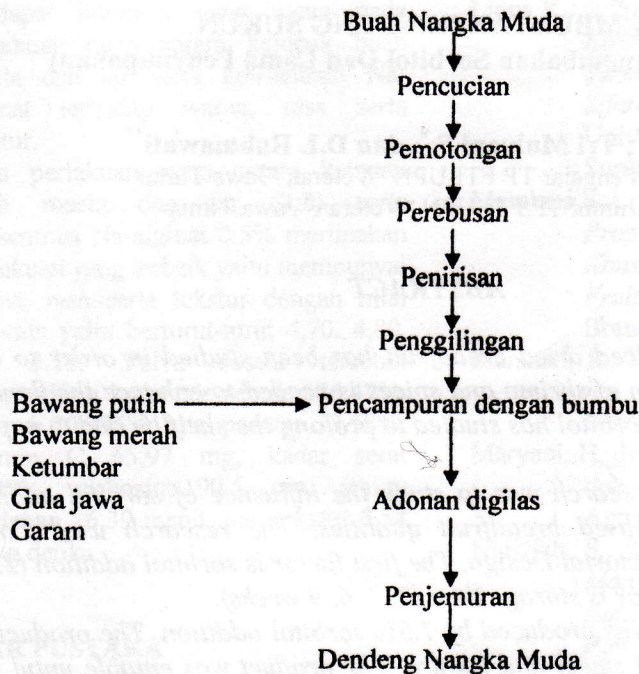 Buah Nangka Muda
Pencucian
Pemotongan
Perebusan
Penirisan
Penggilingan
Bawang putih Pencampuran dengan bumbu
Bawang merah
Ketumbar
Gula jawa
Garam
Adonan digilas
Penjemuran
Dendeng Nangka Muda